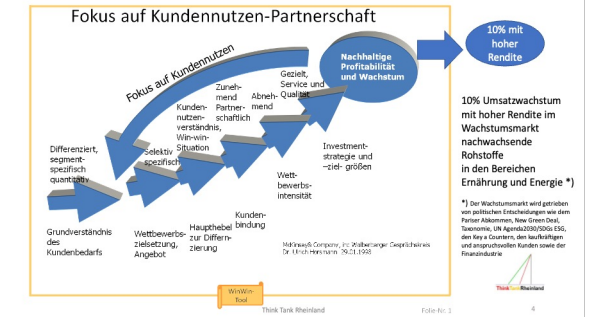 Fokus auf Kundennutzen-Partnerschaft
Fokus auf Kundennutzen
Nachhaltige
Profitabilität
und Wachstum
10% mit
hoher
Rendite
Differenziert,
segment-
spezifisch
quantitativ
Selektiv
spezifisch
Kunden-
nutzen-
verständnis,
Win-win-
Situation
Zuneh-
mend
Partner-
schaftlich
Abneh-
mend
Gezielt,
Service und
Qualität
Grundverständnis
des
Kundenbedarfs
Wettbewerbs-
zielsetzung,
Angebot
Haupthebel
zur Differn-
zierung
Kunden-
bindung
Wett-
bewerbs-
intensität
Investment-
strategie und
–ziel- größen
McKinsey& Company, in: Walberberger Gesprächskreis
Dr. Ulrich Horsmann, 29.01.1998
10% Umsatzwachstum
mit hoher Rendite im
Wachstumsmarkt
nachwachsende
Rohstoffe
in den Bereichen
Ernährung und Energie *)
*) Der Wachstumsmarkt wird getrieben
von politischen Entscheidungen wie dem
Pariser Abkommen, New Green Deal,
Taxonomie, UN Agenda2030/SDGs ESG,
den Key a Countern, den kaufkräftigen
und anspruchsvollen Kunden sowie der
Finanzindustrie
WinWin-
Tool
Think Tank Rheinland
Folie-Nr. 1
ThinkTankRheinland
4